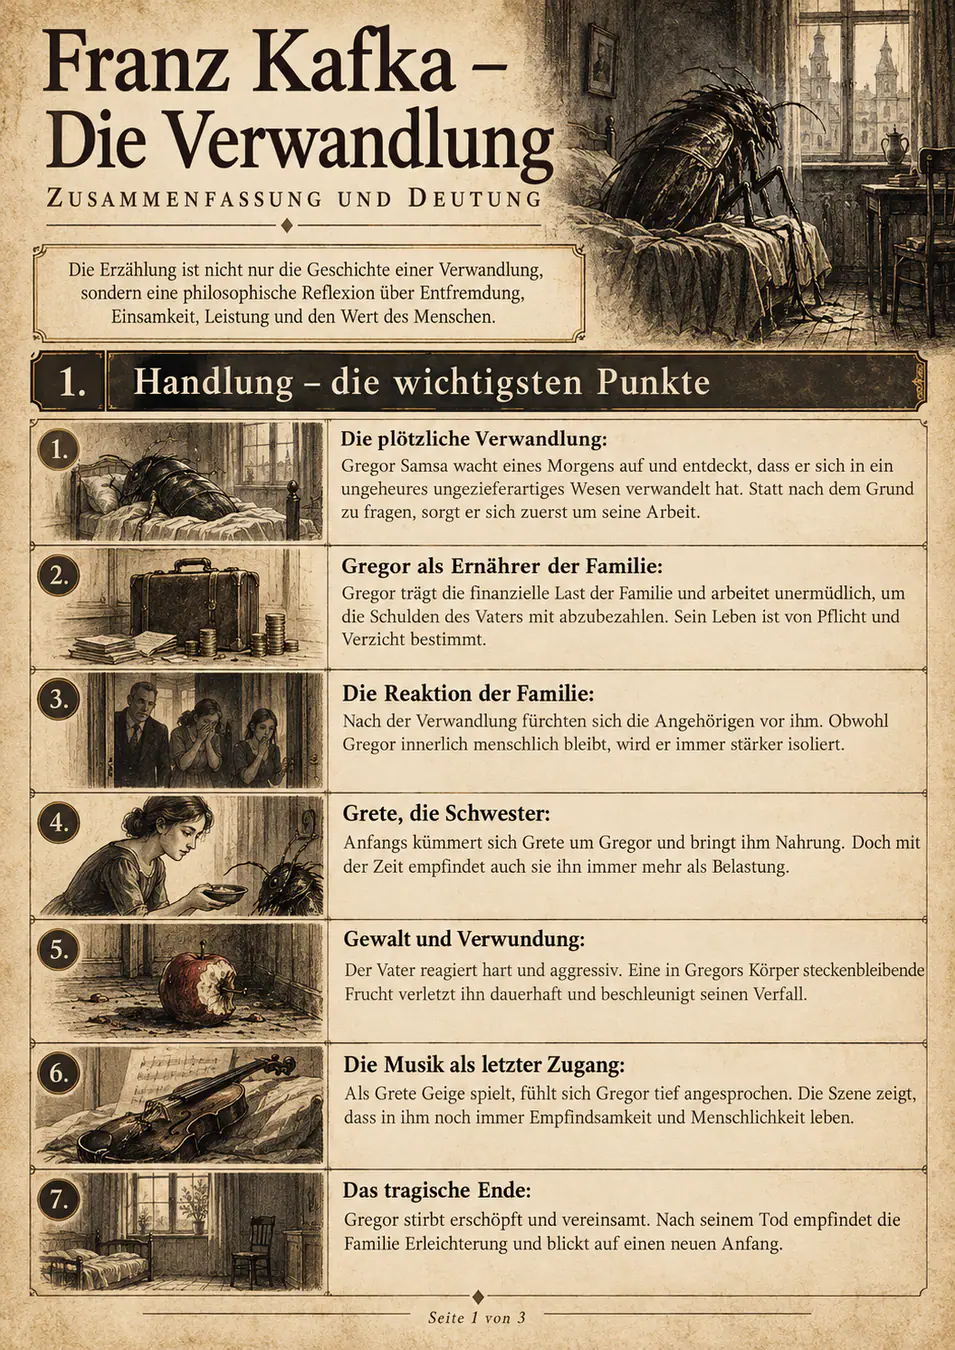 Franz Kafka –
Die Verwandlung
Zusammenfassung und Deutung
Die Erzählung ist nicht nur die Geschichte einer Verwandlung,
sondern eine philosophische Reflexion über Entfremdung,
Einsamkeit, Leistung und den Wert des Menschen.
1. Handlung – die wichtigsten Punkte
1.
Die plötzliche Verwandlung:
Gregor Samsa wacht eines Morgens auf und entdeckt, dass er sich in ein
ungeheures ungezieferartiges Wesen verwandelt hat. Statt nach dem Grund
zu fragen, sorgt er sich zuerst um seine Arbeit.
2.
Gregor als Ernährer der Familie:
Gregor trägt die finanzielle Last der Familie und arbeitet unermüdlich, um
die Schulden des Vaters mit abzubezahlen. Sein Leben ist von Pflicht und
Verzicht bestimmt.
3.
Die Reaktion der Familie:
Nach der Verwandlung fürchten sich die Angehörigen vor ihm. Obwohl
Gregor innerlich menschlich bleibt, wird er immer stärker isoliert.
4.
Grete, die Schwester:
Anfangs kümmert sich Grete um Gregor und bringt ihm Nahrung. Doch mit
der Zeit empfindet auch sie ihn immer mehr als Belastung.
5.
Gewalt und Verwundung:
Der Vater reagiert hart und aggressiv. Eine in Gregors Körper steckenbleibende
Frucht verletzt ihn dauerhaft und beschleunigt seinen Verfall.
6.
Die Musik als letzter Zugang:
Als Grete Geige spielt, fühlt sich Gregor tief angesprochen. Die Szene zeigt,
dass in ihm noch immer Empfindsamkeit und Menschlichkeit leben.
7.
Das tragische Ende:
Gregor stirbt erschöpft und vereinsamt. Nach seinem Tod empfindet die
Familie Erleichterung und blickt auf einen neuen Anfang.
Seite 1 von 3